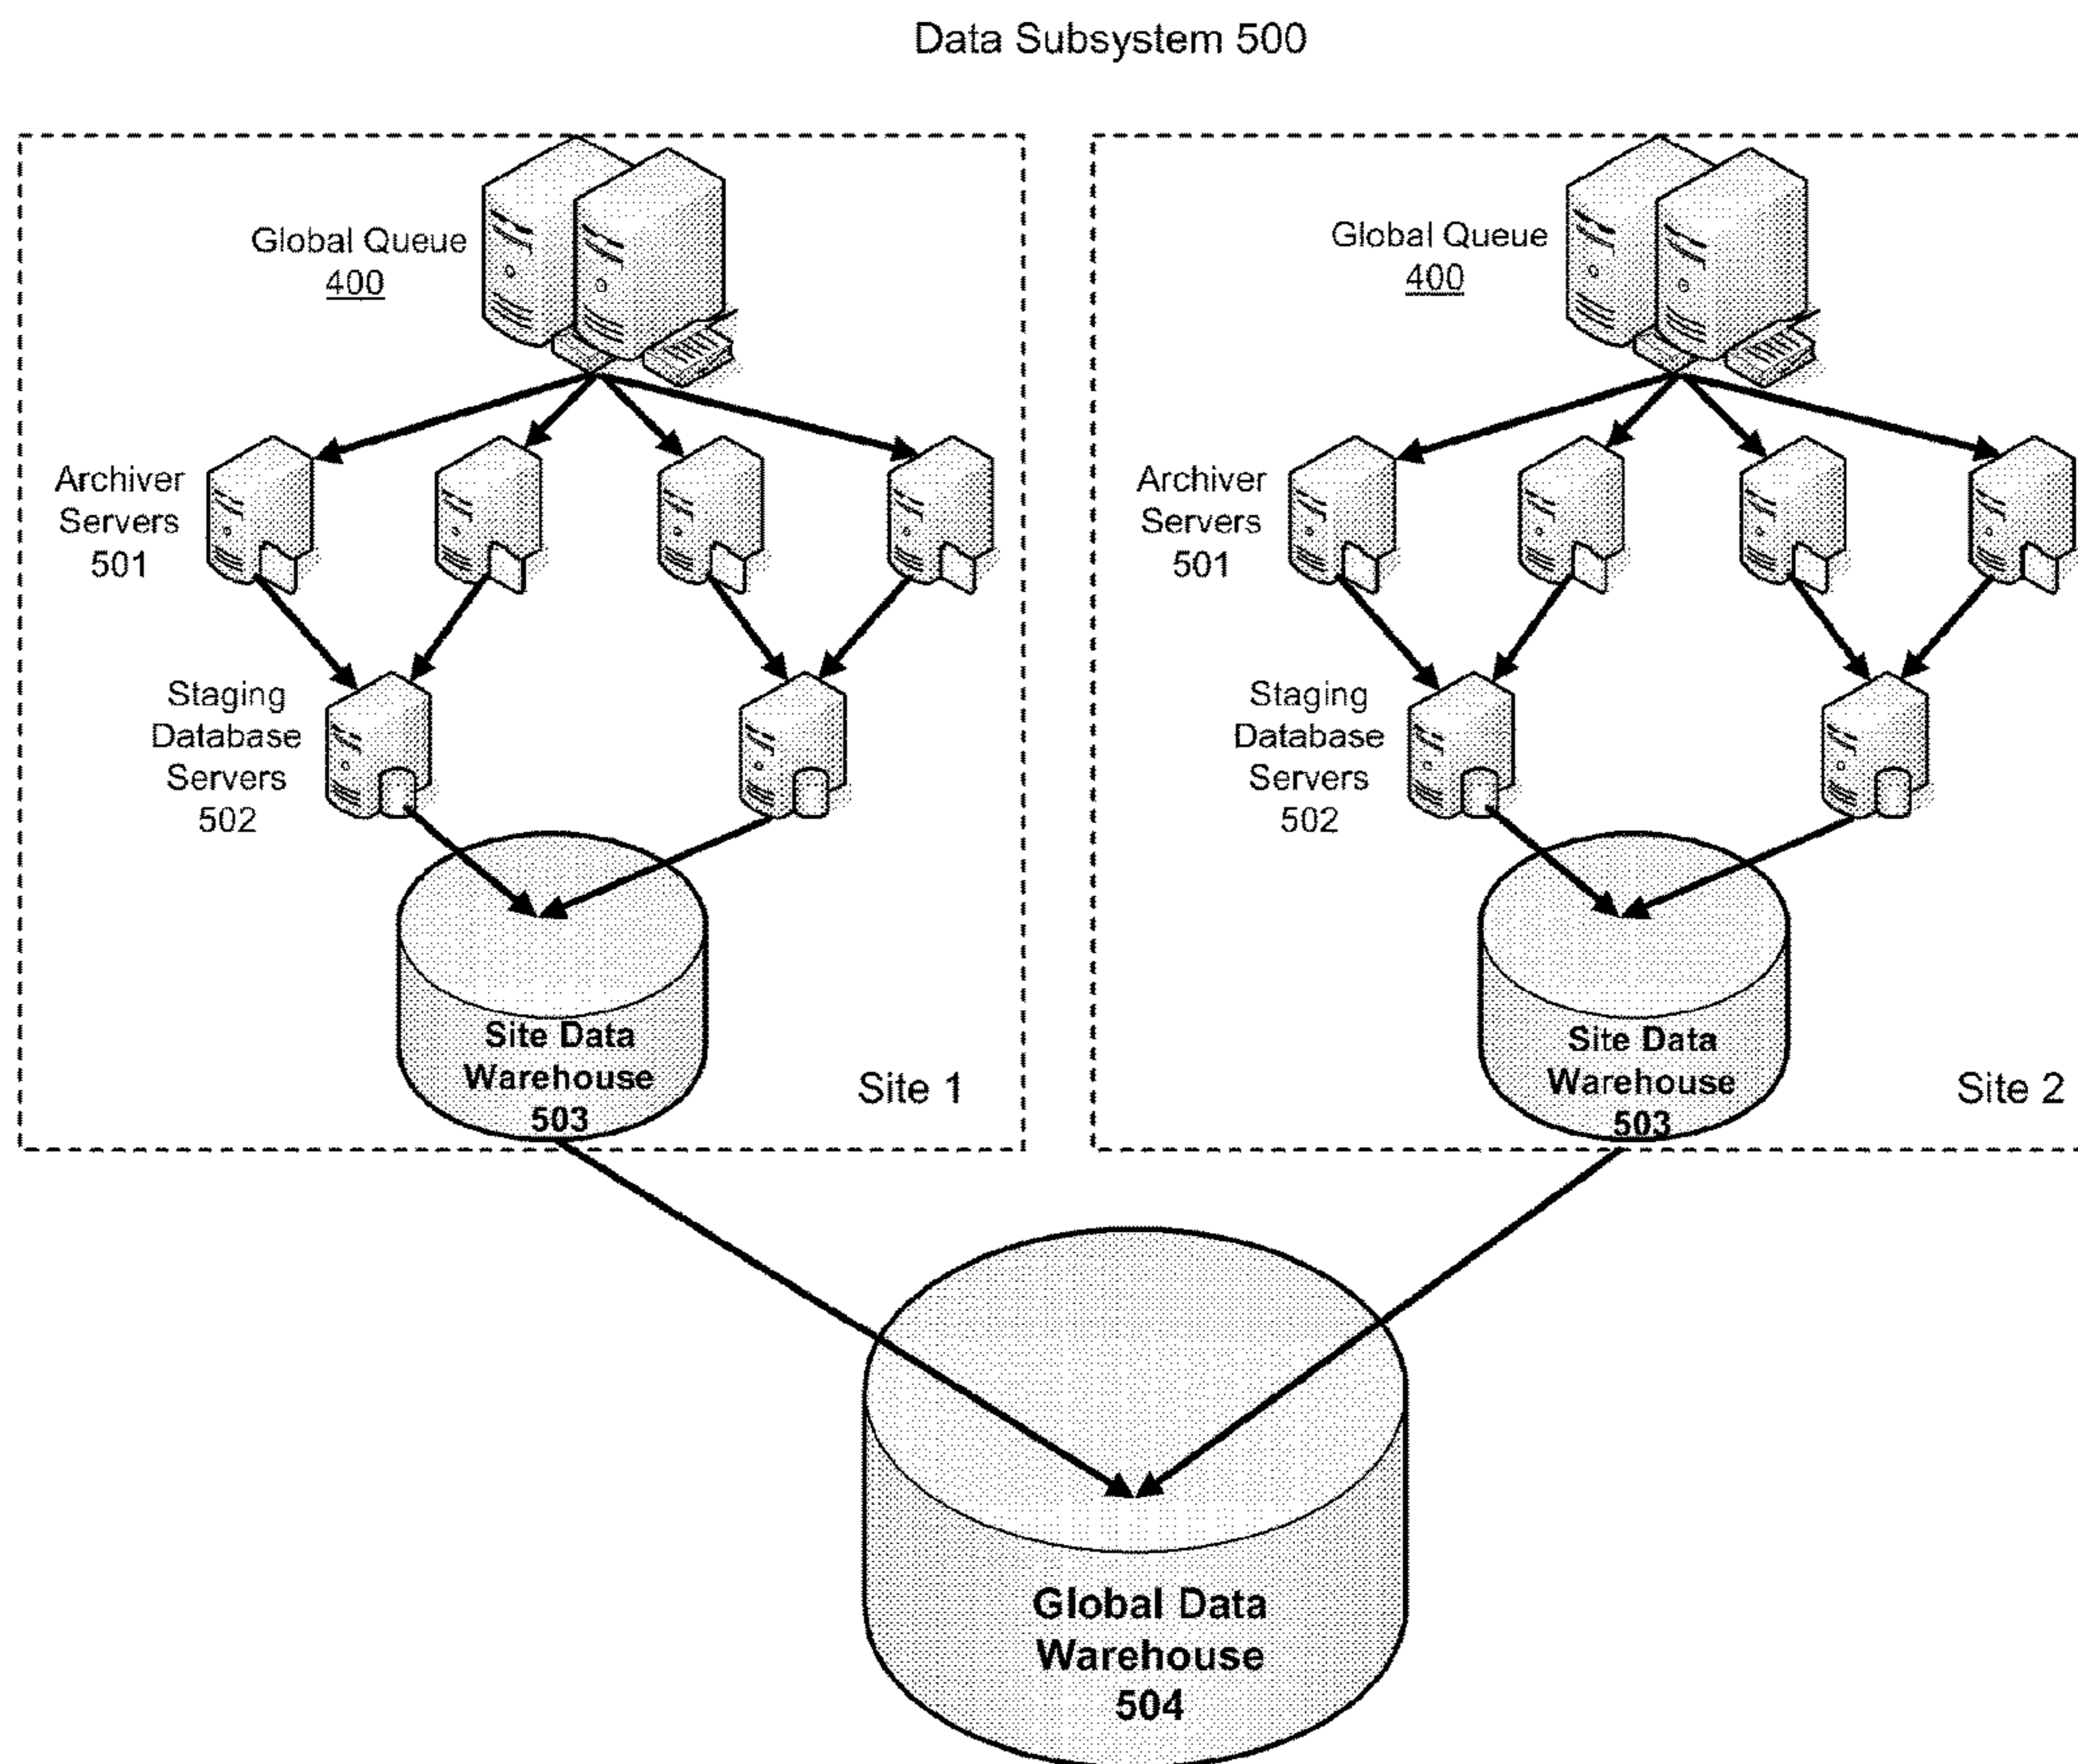 Data Subsystem 500
Global Queue
400
Archiver
Servers
501
Staging
Database
Servers
502
Site Data
Warehouse
503
Site 1
Global Queue
400
Archiver
Servers
501
Staging
Database
Servers
502
Site Data
Warehouse
503
Site 2
Global Data
Warehouse
504